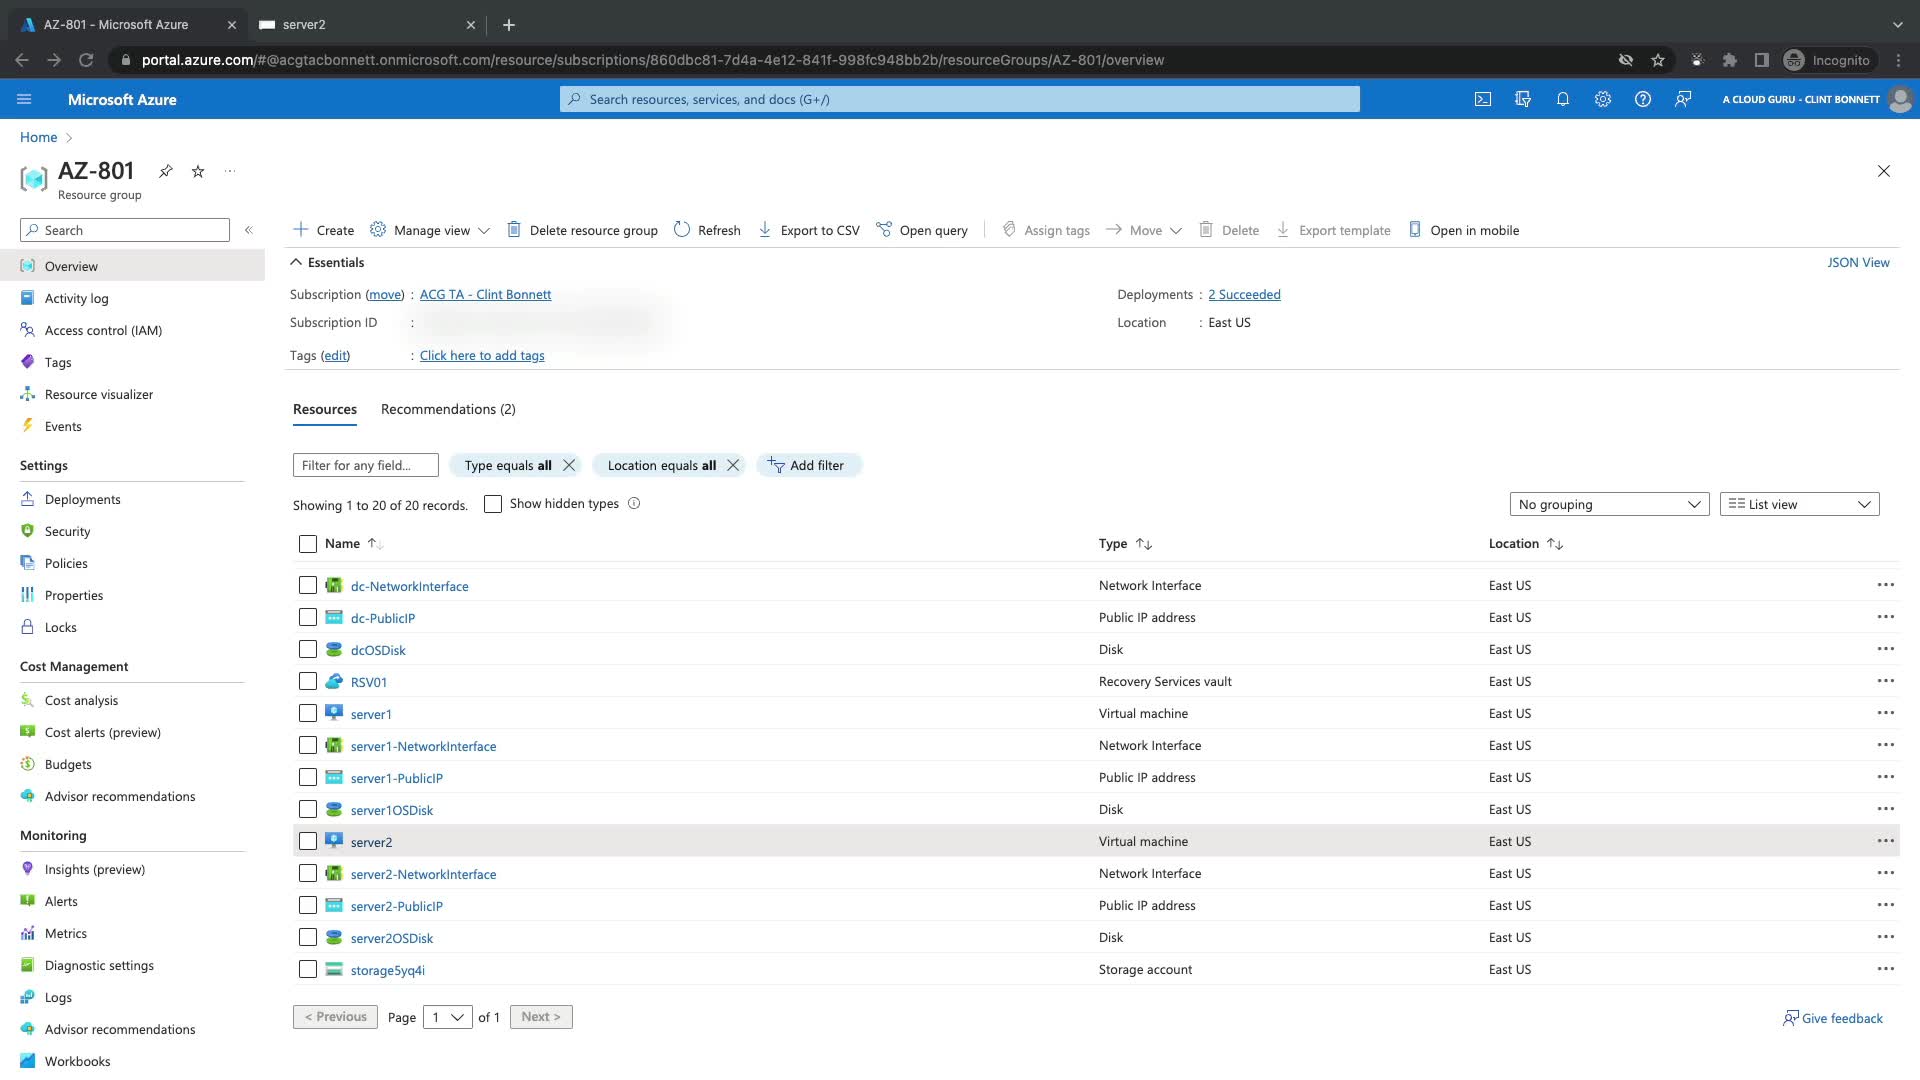 AZ-801 - Microsoft Azure
server2
portal.azure.com/#@acgtacbonnett.onmicrosoft.com/resource/subscriptions/860dbc81-7d4a-4e12-841f-998fc948bb2b/resourceGroups/AZ-801/overview
Incognito
Microsoft Azure
Search resources, services, and docs (G+/)
A CLOUD GURU - CLINT BONNETT
Home
AZ-801
Resource group
Search
Overview
Activity log
Access control (IAM)
Tags
Resource visualizer
Events
Settings
Deployments
Security
Policies
Properties
Locks
Cost Management
Cost analysis
Cost alerts (preview)
Budgets
Advisor recommendations
Monitoring
Insights (preview)
Alerts
Metrics
Diagnostic settings
Logs
Advisor recommendations
Workbooks
Create Manage view Delete resource group Refresh Export to CSV Open query Assign tags Move Delete Export template Open in mobile
Essentials
JSON View
Subscription (move) : ACG TA - Clint Bonnett
Subscription ID :
Tags (edit) : Click here to add tags
Deployments : 2 Succeeded
Location : East US
Resources Recommendations (2)
Filter for any field... Type equals all Location equals all Add filter
Showing 1 to 20 of 20 records. Show hidden types
No grouping List view
Name Type Location
dc-NetworkInterface Network Interface East US
dc-PublicIP Public IP address East US
dcOSDisk Disk East US
RSV01 Recovery Services vault East US
server1 Virtual machine East US
server1-NetworkInterface Network Interface East US
server1-PublicIP Public IP address East US
server1OSDisk Disk East US
server2 Virtual machine East US
server2-NetworkInterface Network Interface East US
server2-PublicIP Public IP address East US
server2OSDisk Disk East US
storage5yq4i Storage account East US
< Previous Page 1 of 1 Next >
Give feedback